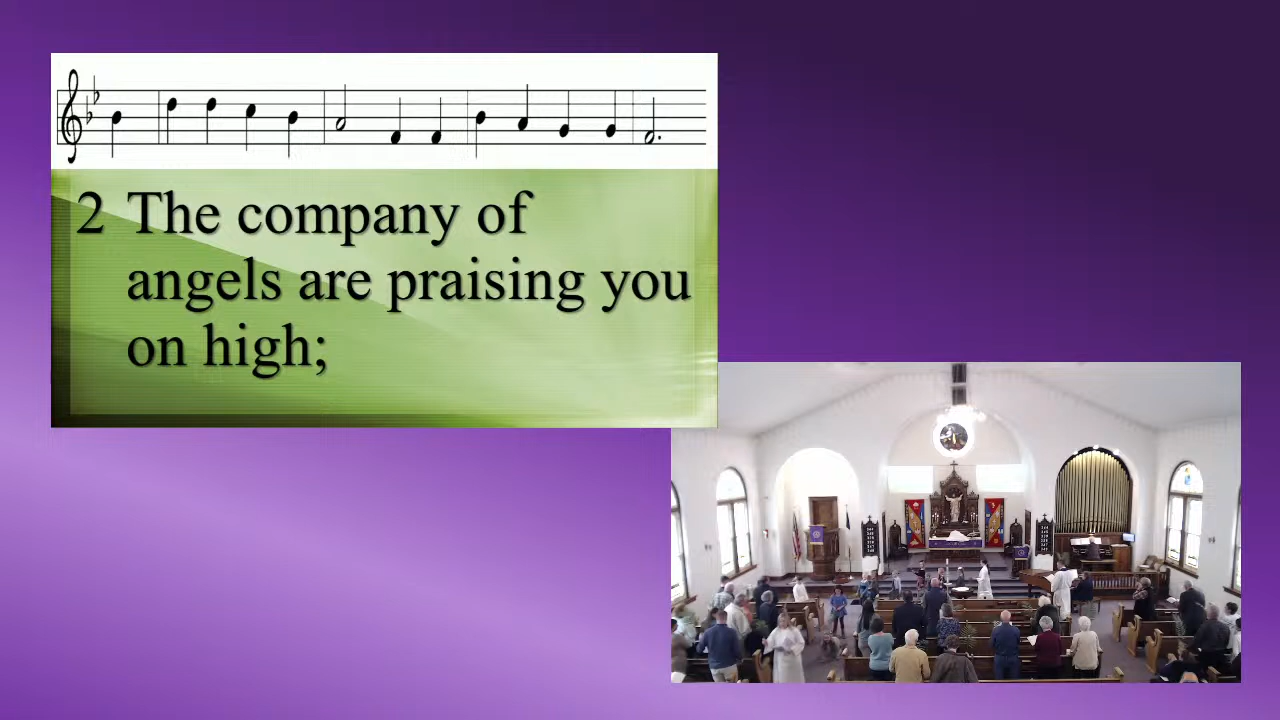 2 The company of
angels are praising you
on high;